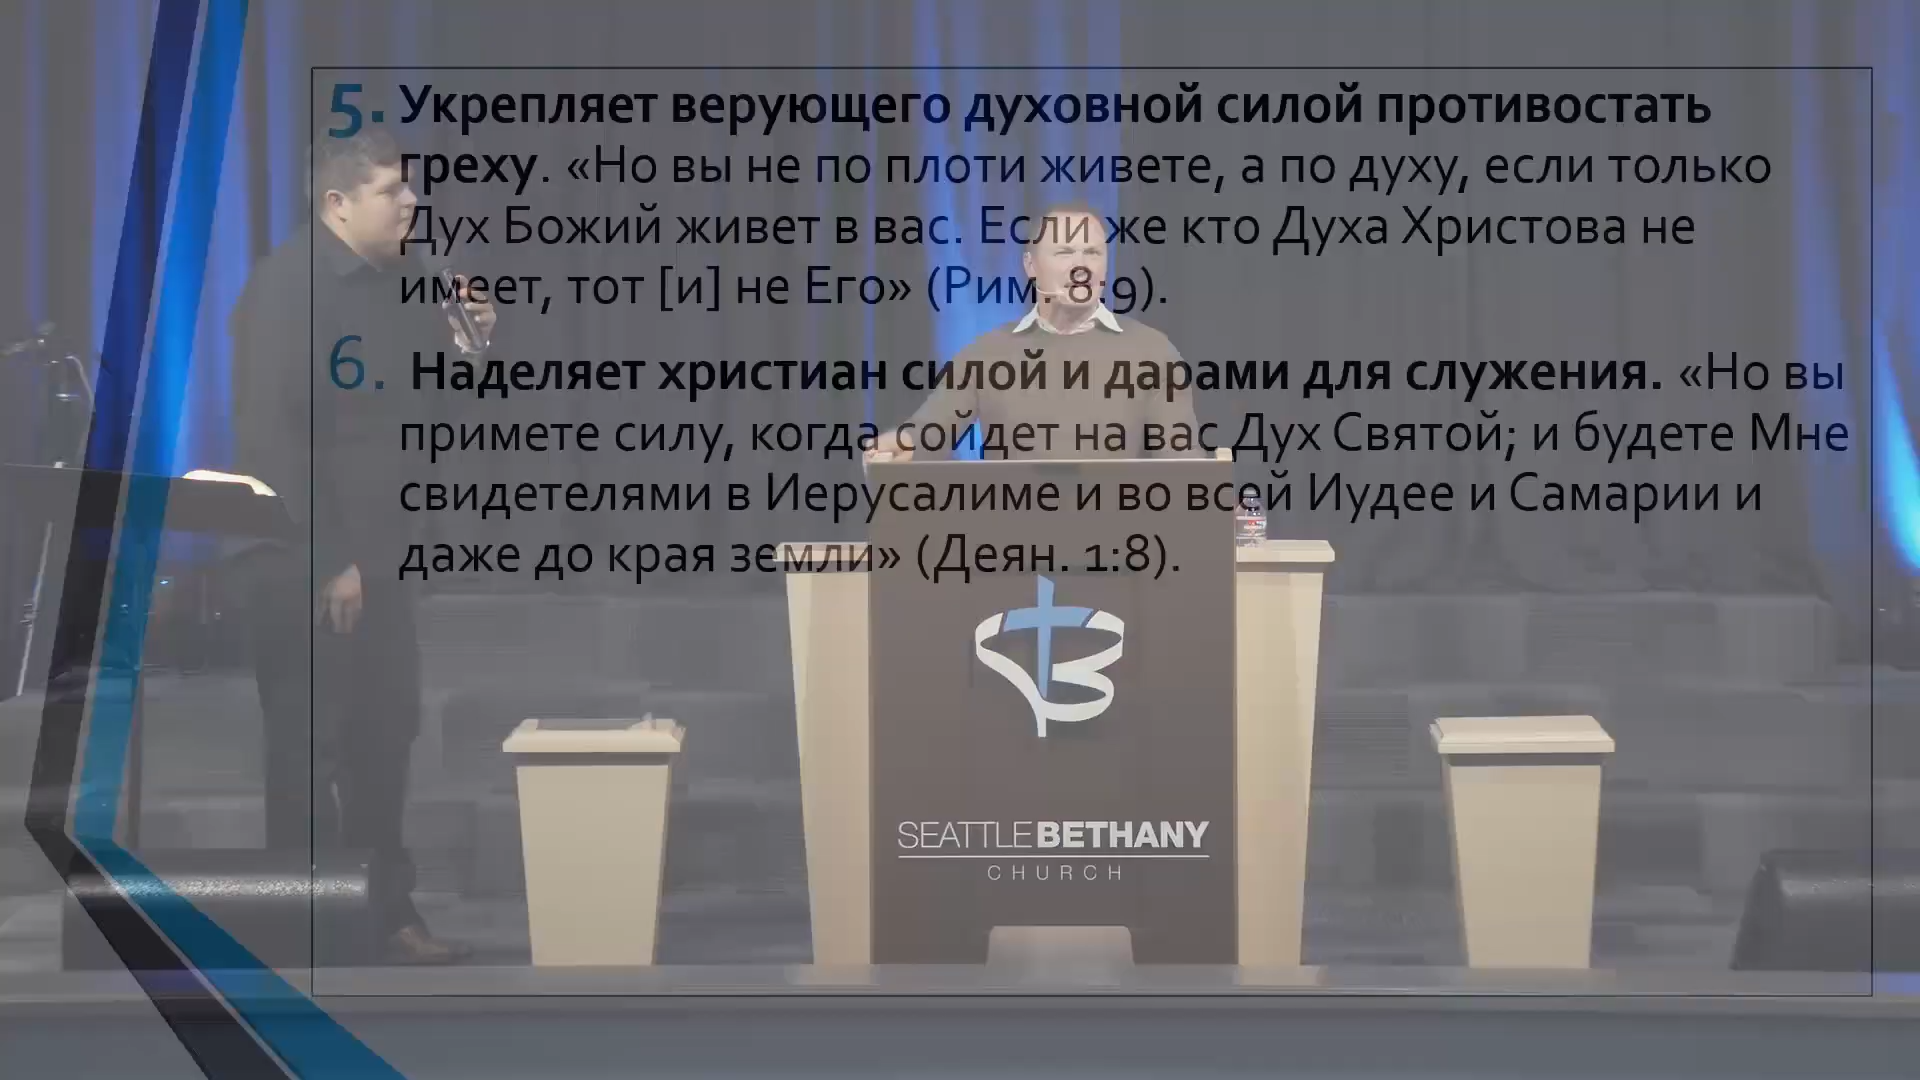 5. Укрепляет верующего духовной силой противостать
греху. «Но вы не по плоти живете, а по духу, если только
Дух Божий живет в вас. Если же кто Духа Христова не
имеет, тот [и] не Его» (Рим. 8:9).
6. Наделяет христиан силой и дарами для служения. «Но вы
примете силу, когда сойдет на вас Дух Святой; и будете Мне
свидетелями в Иерусалиме и во всей Иудее и Самарии и
даже до края земли» (Деян. 1:8).
B
SEATTLE BETHANY
CHURCH